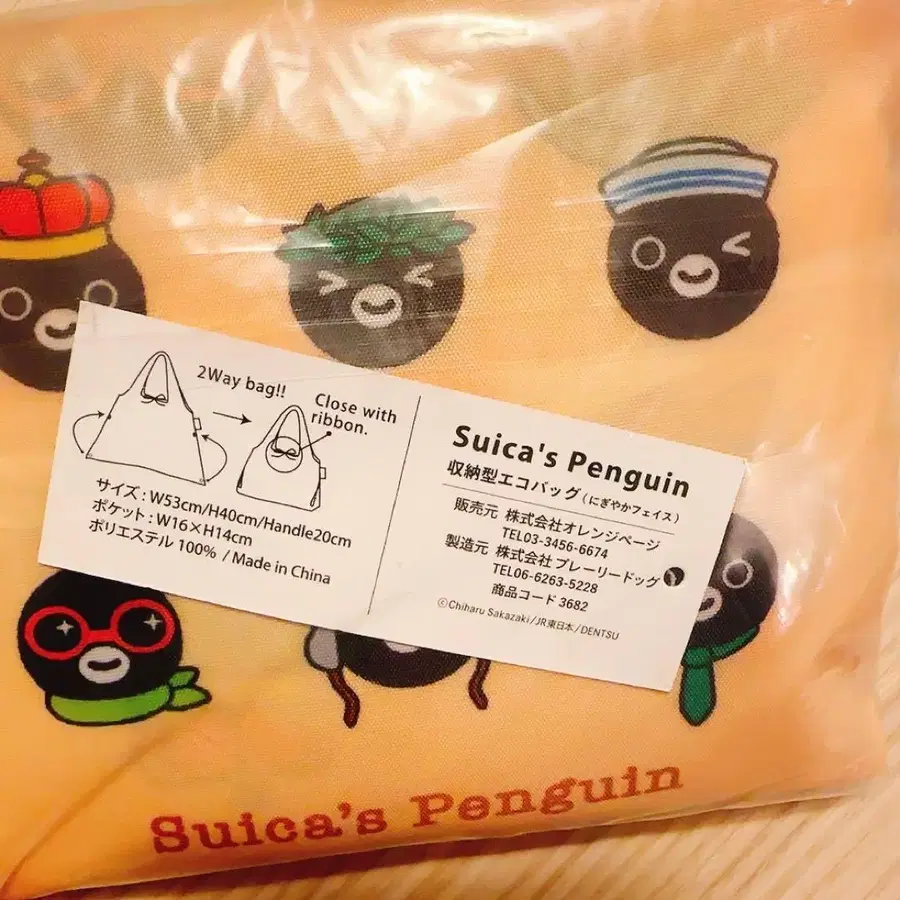 2Way bag!!
Close with
ribbon.
サイズ : W53cm/H40cm/Handle20cm
ポケット : W16×H14cm
ポリエステル 100% / Made in China
Suica's Penguin
収納型エコバッグ(にぎやかフェイス)
販売元 株式会社オレンジページ
TEL03-3456-6674
製造元 株式会社 プレーリードッグ
TEL06-6263-5228
商品コード 3682
©Chiharu Sakazaki/JR東日本/DENTSU
Suica's Penguin